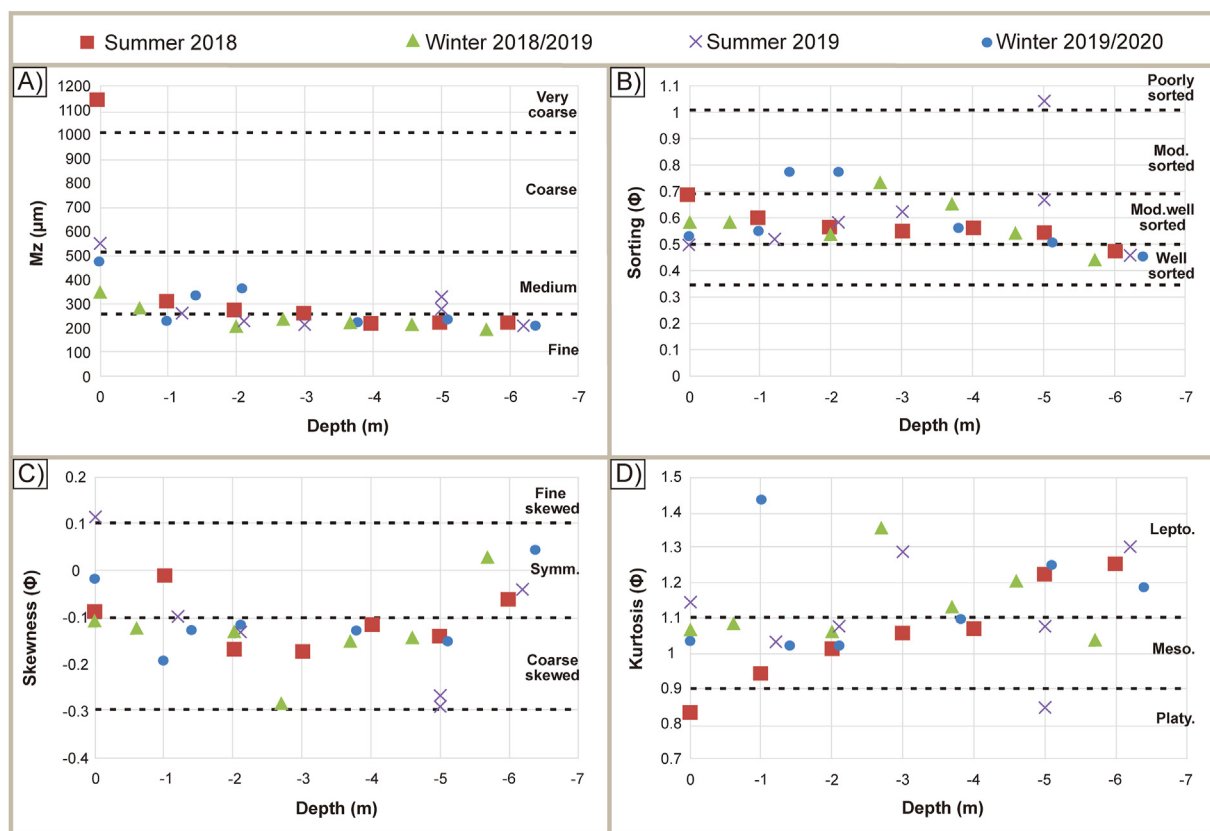 Summer 2018 Winter 2018/2019 Summer 2019 Winter 2019/2020
A)
1200
1100
1000
900
800
700
600
500
400
300
200
100
0
Mz (µm)
Very
coarse
Coarse
Medium
Fine
0 -1 -2 -3 -4 -5 -6 -7
Depth (m)
B)
1.1
1
0.9
0.8
0.7
0.6
0.5
0.4
0.3
0.2
0.1
0
Sorting (Φ)
Poorly
sorted
Mod.
sorted
Mod.well
sorted
Well
sorted
0 -1 -2 -3 -4 -5 -6 -7
Depth (m)
C)
0.2
0.1
0
-0.1
-0.2
-0.3
-0.4
Skewness (Φ)
Fine
skewed
Symm.
Coarse
skewed
0 -1 -2 -3 -4 -5 -6 -7
Depth (m)
D)
1.5
1.4
1.3
1.2
1.1
1
0.9
0.8
0.7
Kurtosis (Φ)
Lepto.
Meso.
Platy.
0 -1 -2 -3 -4 -5 -6 -7
Depth (m)